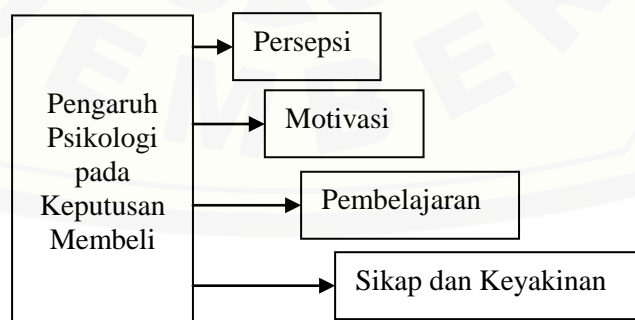 Pengaruh
Psikologi
pada
Keputusan
Membeli
Persepsi
Motivasi
Pembelajaran
Sikap dan Keyakinan